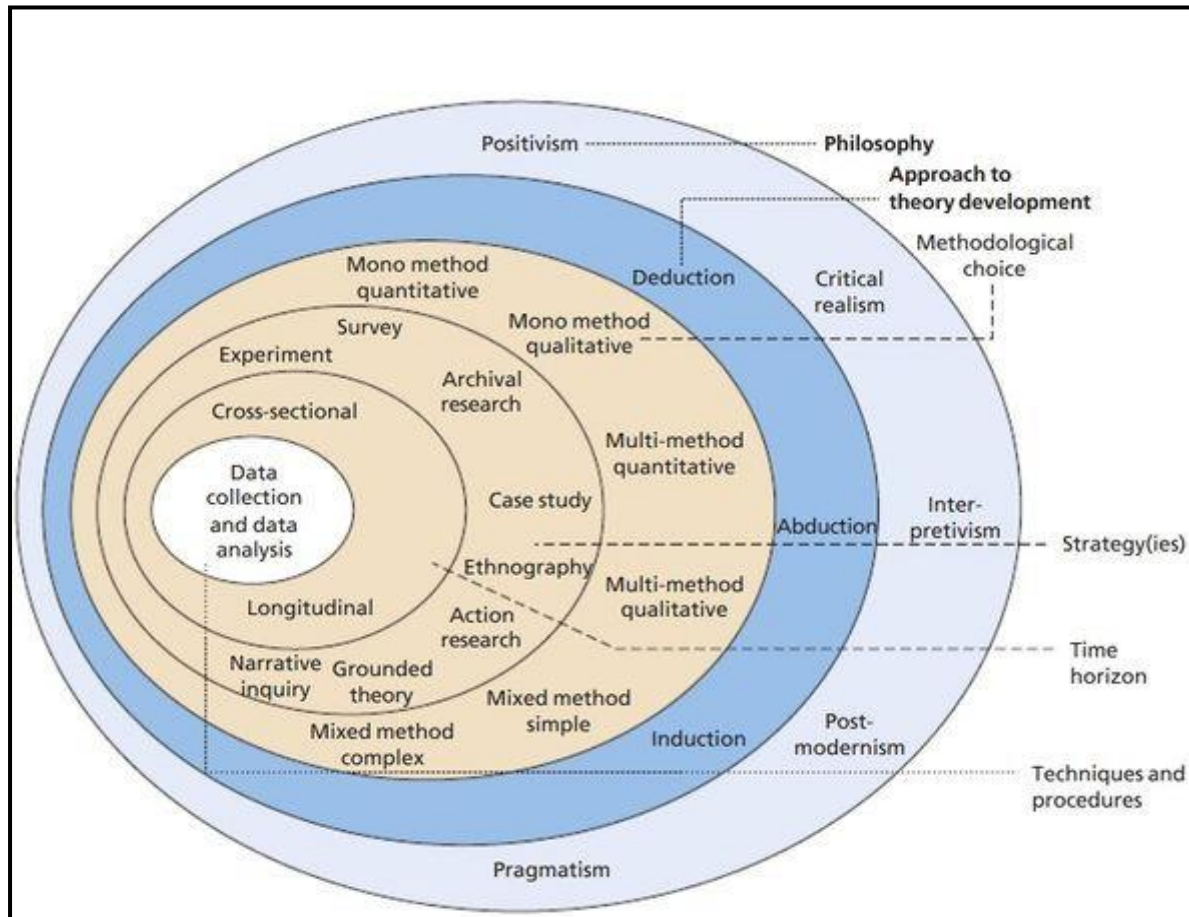 Positivism
Philosophy
Approach to
theory development
Methodological
choice
Mono method
quantitative
Deduction
Critical
realism
Survey
Mono method
qualitative
Experiment
Archival
research
Cross-sectional
Multi-method
quantitative
Data
collection
and data
analysis
Case study
Abduction
Inter-
pretivism
Strategy(ies)
Ethnography
Multi-method
qualitative
Longitudinal
Action
research
Time
horizon
Narrative
inquiry
Grounded
theory
Mixed method
simple
Mixed method
complex
Induction
Post-
modernism
Techniques and
procedures
Pragmatism